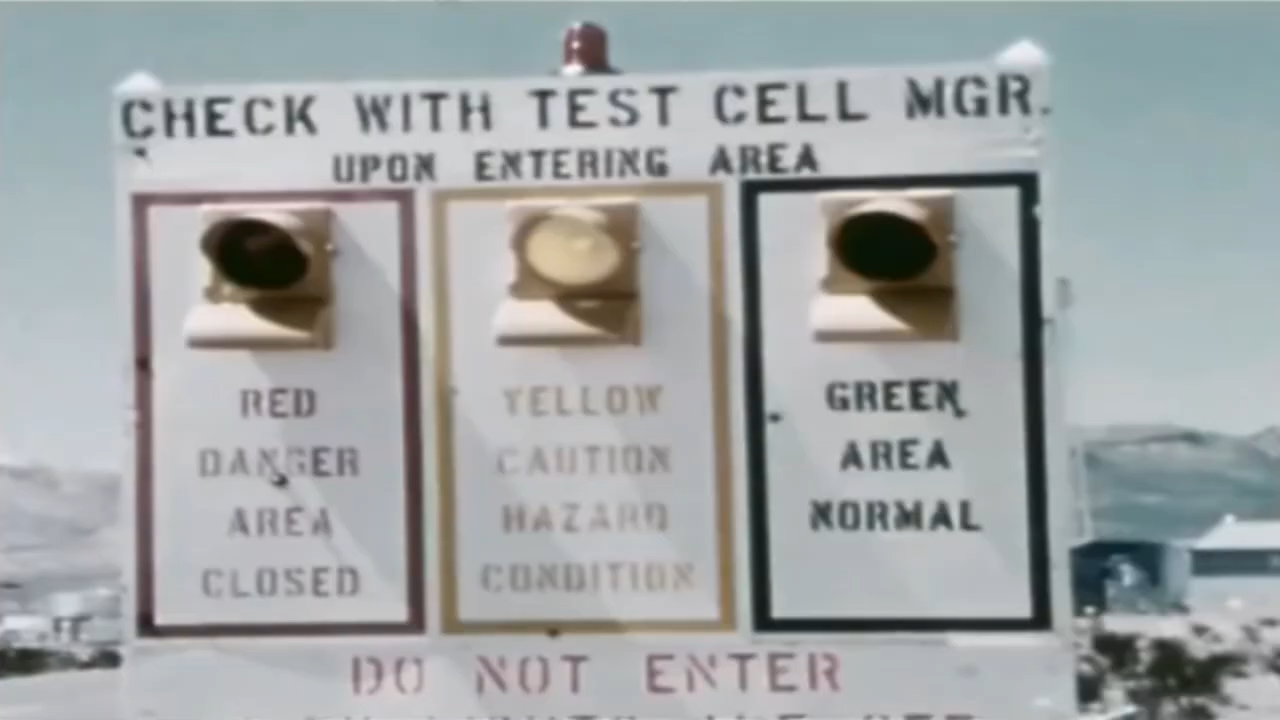 CHECK WITH TEST CELL MGR.
UPON ENTERING AREA
RED
DANGER
AREA
CLOSED
YELLOW
CAUTION
HAZARD
CONDITION
GREEN
AREA
NORMAL
DO NOT ENTER